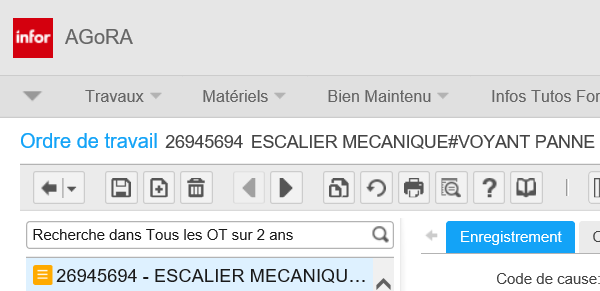 infor AGoRA
Travaux Matériels Bien Maintenu Infos Tutos For
Ordre de travail 26945694 ESCALIER MECANIQUE#VOYANT PANNE
Recherche dans Tous les OT sur 2 ans
Enregistrement
26945694 - ESCALIER MECANIQU...
Code de cause: